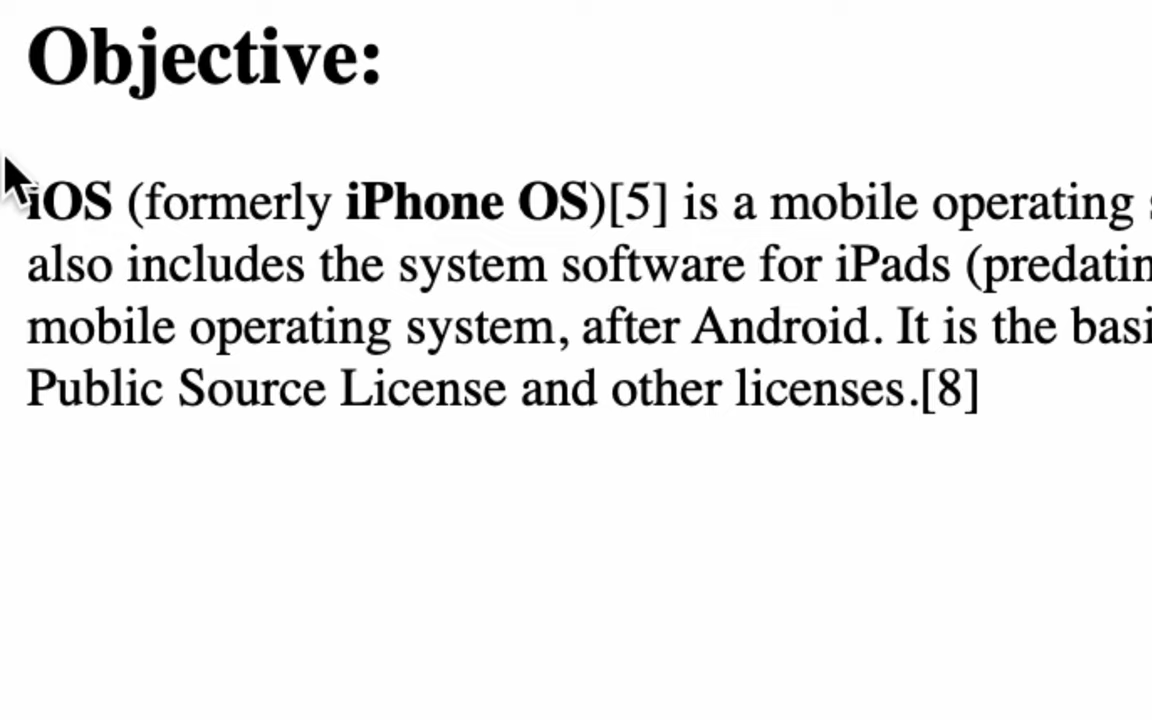 Objective:
iOS (formerly iPhone OS)[5] is a mobile operating
also includes the system software for iPads (predatin
mobile operating system, after Android. It is the basi
Public Source License and other licenses.[8]